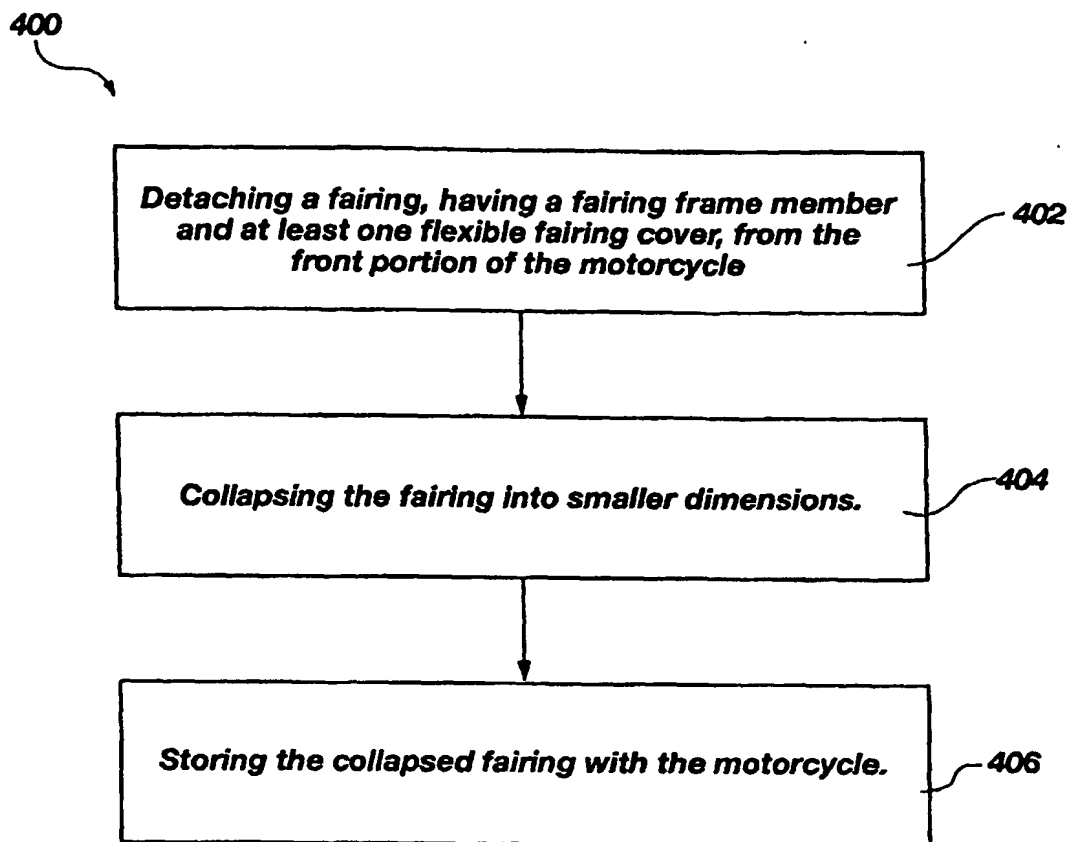 400
Detaching a fairing, having a fairing frame member
and at least one flexible fairing cover, from the
front portion of the motorcycle
402
Collapsing the fairing into smaller dimensions.
404
Storing the collapsed fairing with the motorcycle.
406